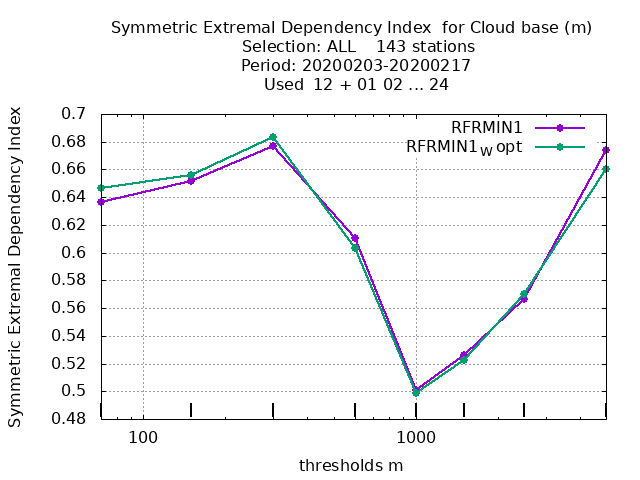 Symmetric Extremal Dependency Index  for Cloud base (m)
Selection: ALL    143 stations
Period: 20200203-20200217
Used  12 + 01 02 ... 24
Symmetric Extremal Dependency Index
0.7
0.68
0.66
0.64
0.62
0.6
0.58
0.56
0.54
0.52
0.5
0.48
RFRMIN1
RFRMIN1W opt
100
1000
thresholds m